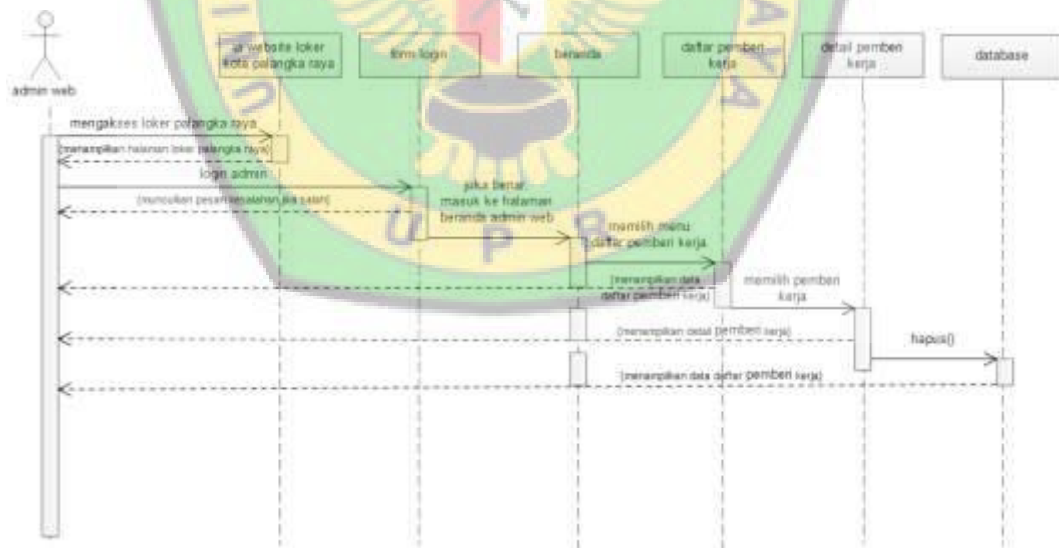 website loker
kota palangka raya
form login
beranda
daftar pemberi
kerja
detail pemberi
kerja
database
admin web
mengakses loker palangka raya
(menampilkan halaman loker palangka raya)
login admin
(munculkan pesan kesalahan jika salah)
jika benar,
masuk ke halaman
beranda admin web
memilih menu
daftar pemberi kerja
(menampilkan data
daftar pemberi kerja)
memilih pemberi
kerja
(menampilkan detail pemberi kerja)
hapus()
(menampilkan data daftar pemberi kerja)
U P R